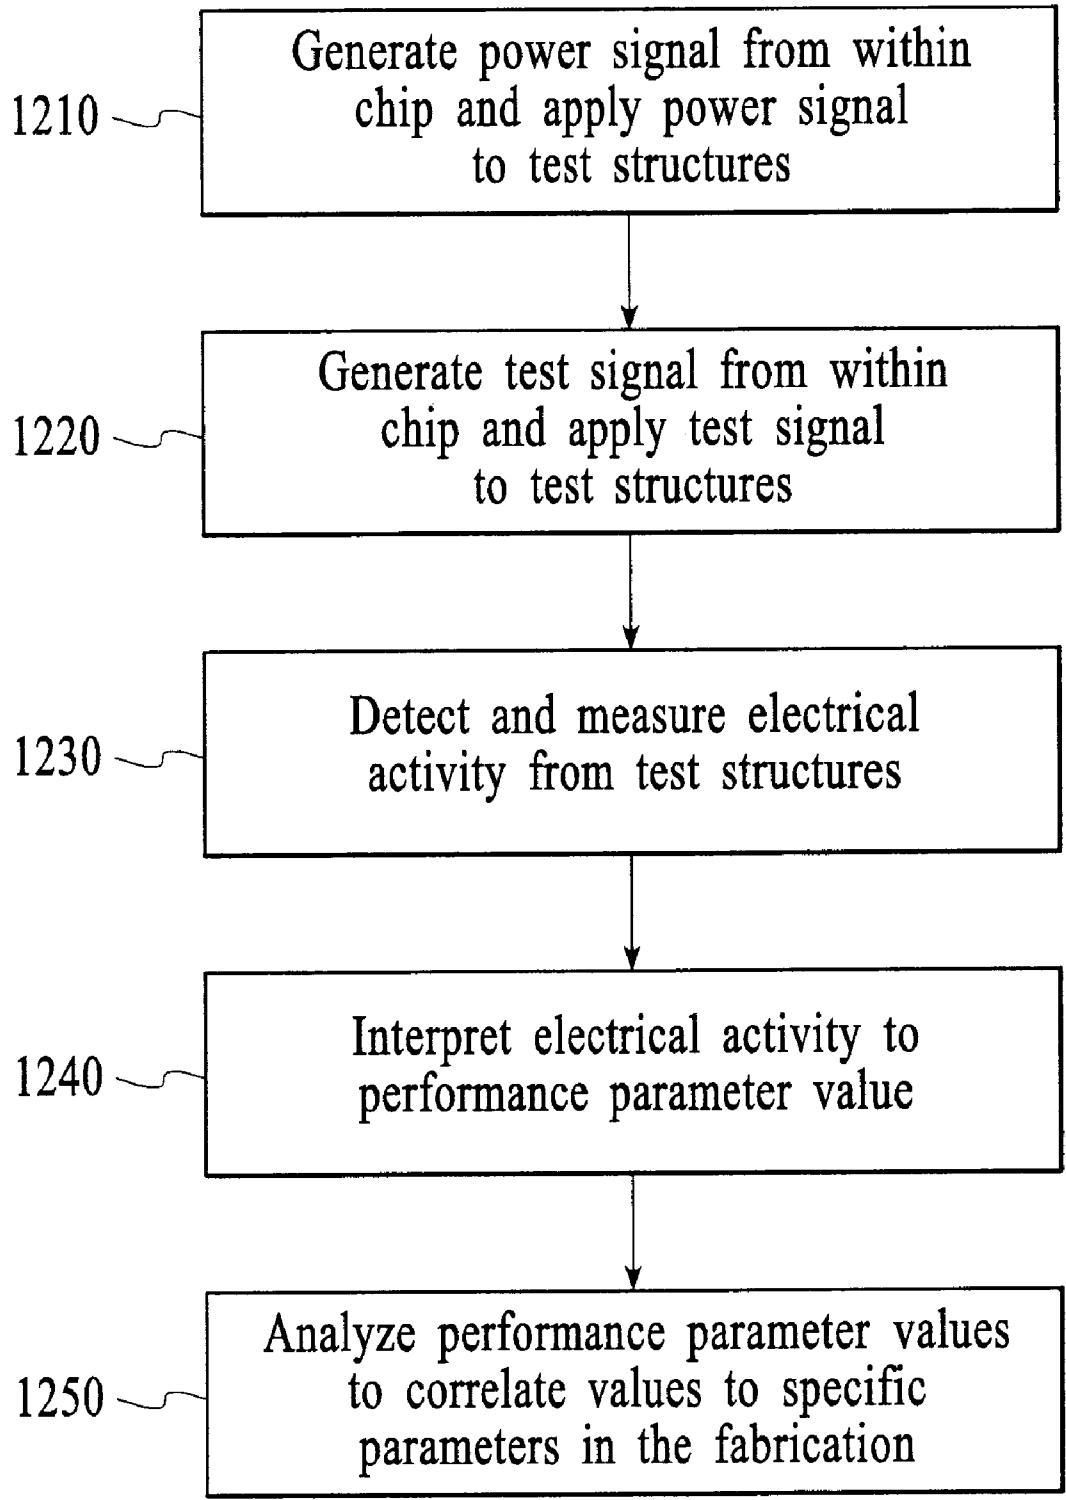 Generate power signal from within
chip and apply power signal
to test structures
1210
Generate test signal from within
chip and apply test signal
to test structures
1220
Detect and measure electrical
activity from test structures
1230
Interpret electrical activity to
performance parameter value
1240
Analyze performance parameter values
to correlate values to specific
parameters in the fabrication
1250